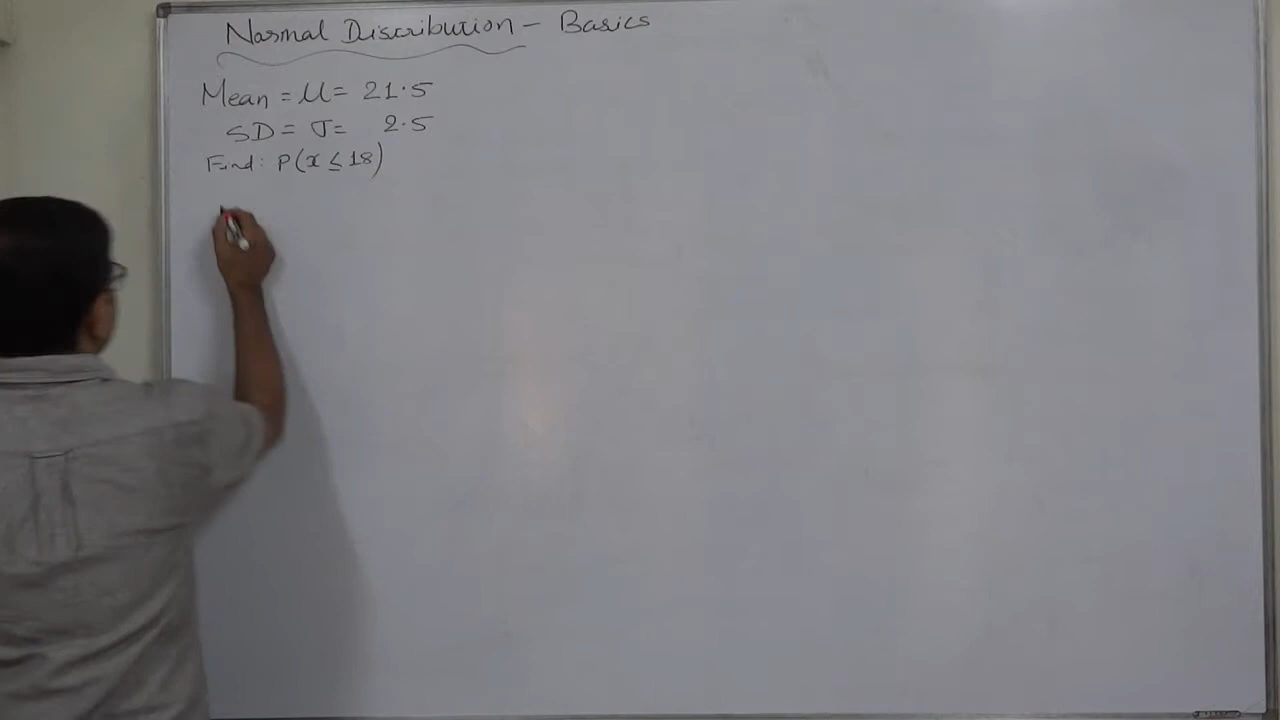 Normal Distribution - Basics
Mean = μ = 21.5
SD = σ = 2.5
Find: P(x ≤ 18)